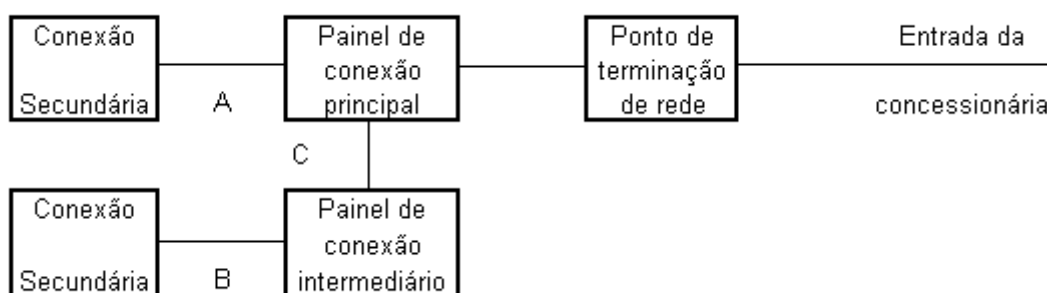 Conexão
Secundária
A
Painel de
conexão
principal
Ponto de
terminação
de rede
Entrada da
concessionária
C
Conexão
Secundária
B
Painel de
conexão
intermediário